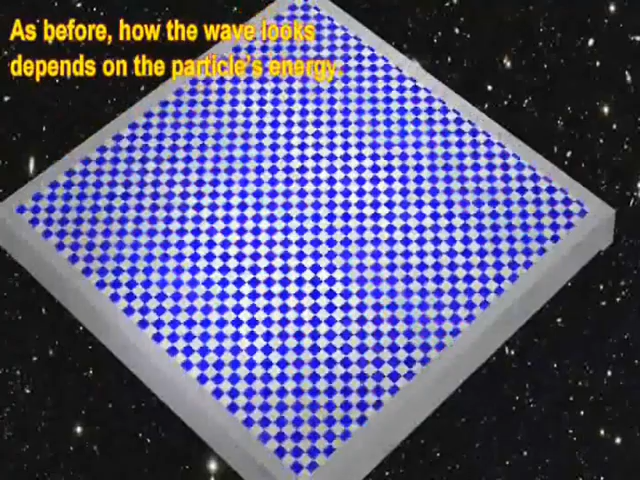 As before, how the wave looks
depends on the particle's energy.